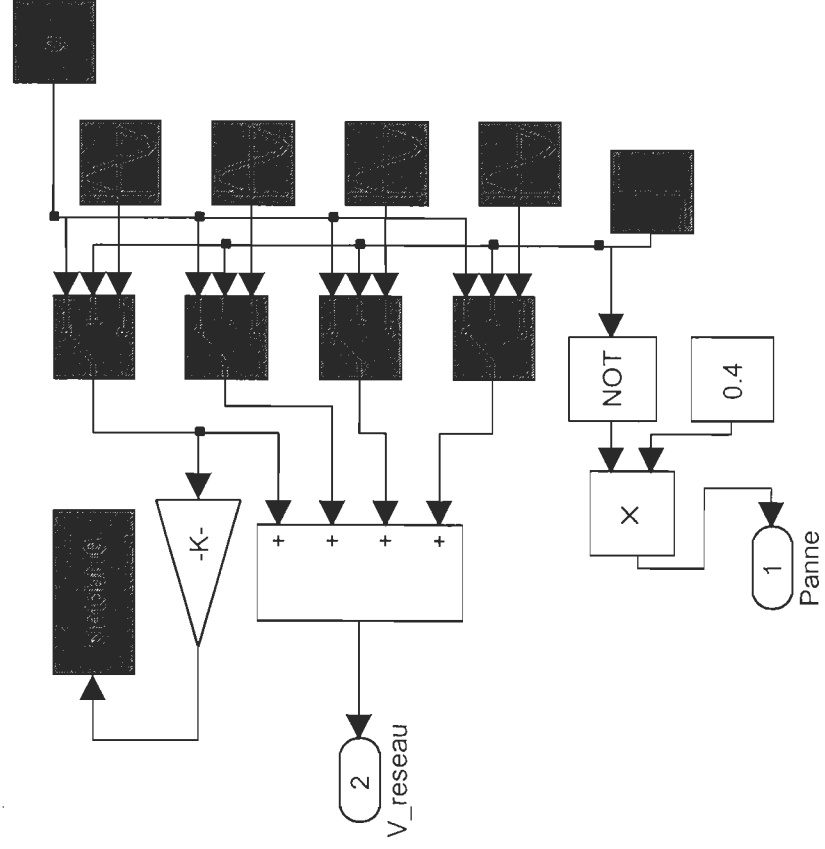 -K-
+
+
+
+
2
V_reseau
NOT
0.4
X
1
Panne